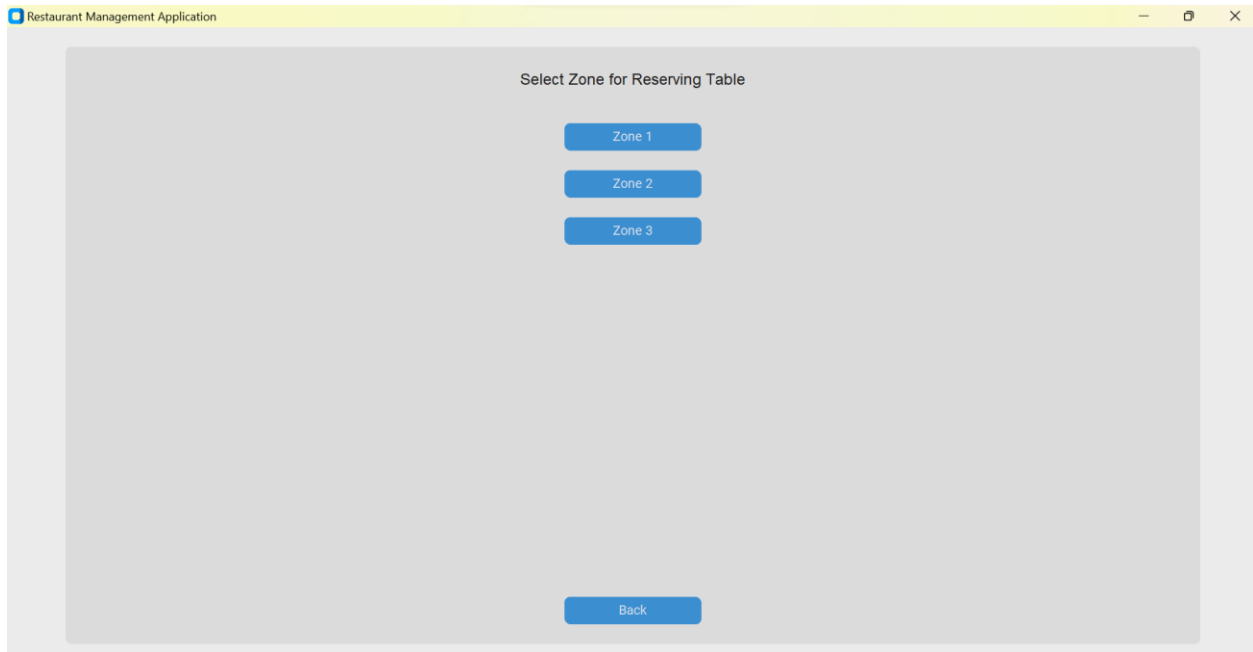 Restaurant Management Application
Select Zone for Reserving Table
Zone 1
Zone 2
Zone 3
Back